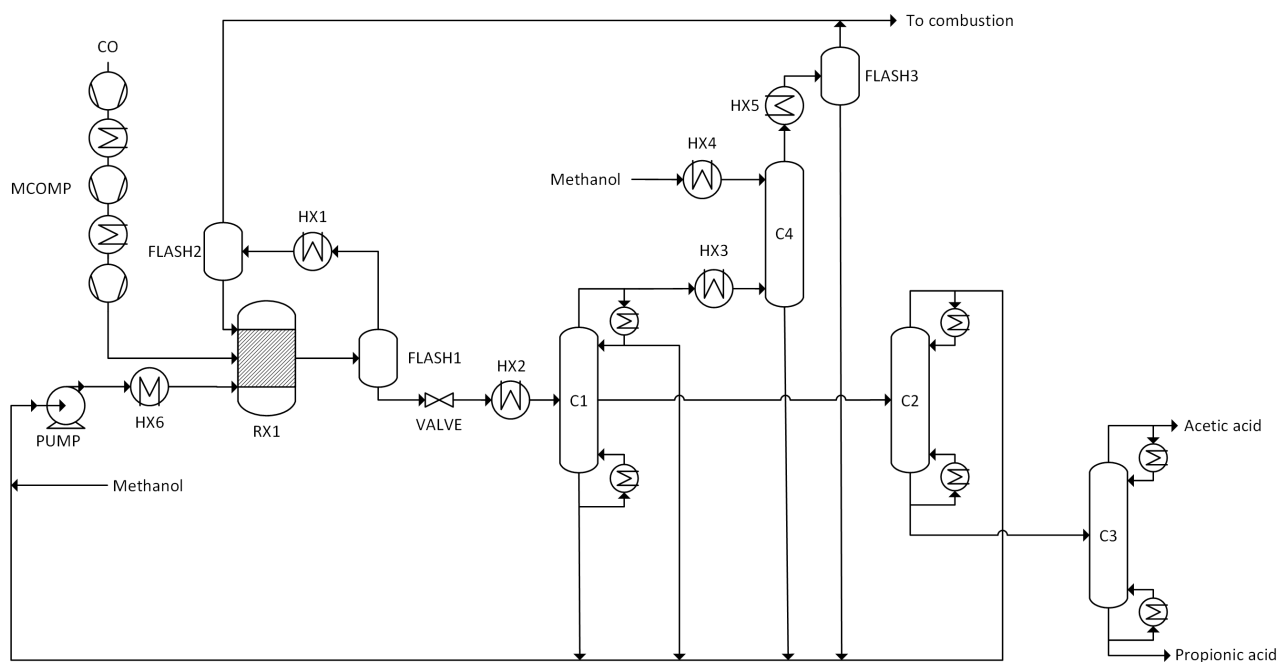 To combustion
CO
FLASH3
HX5
HX4
MCOMP
Methanol
HX1
C4
FLASH2
HX3
FLASH1
HX2
C1
C2
VALVE
HX6
PUMP
RX1
Acetic acid
Methanol
C3
Propionic acid